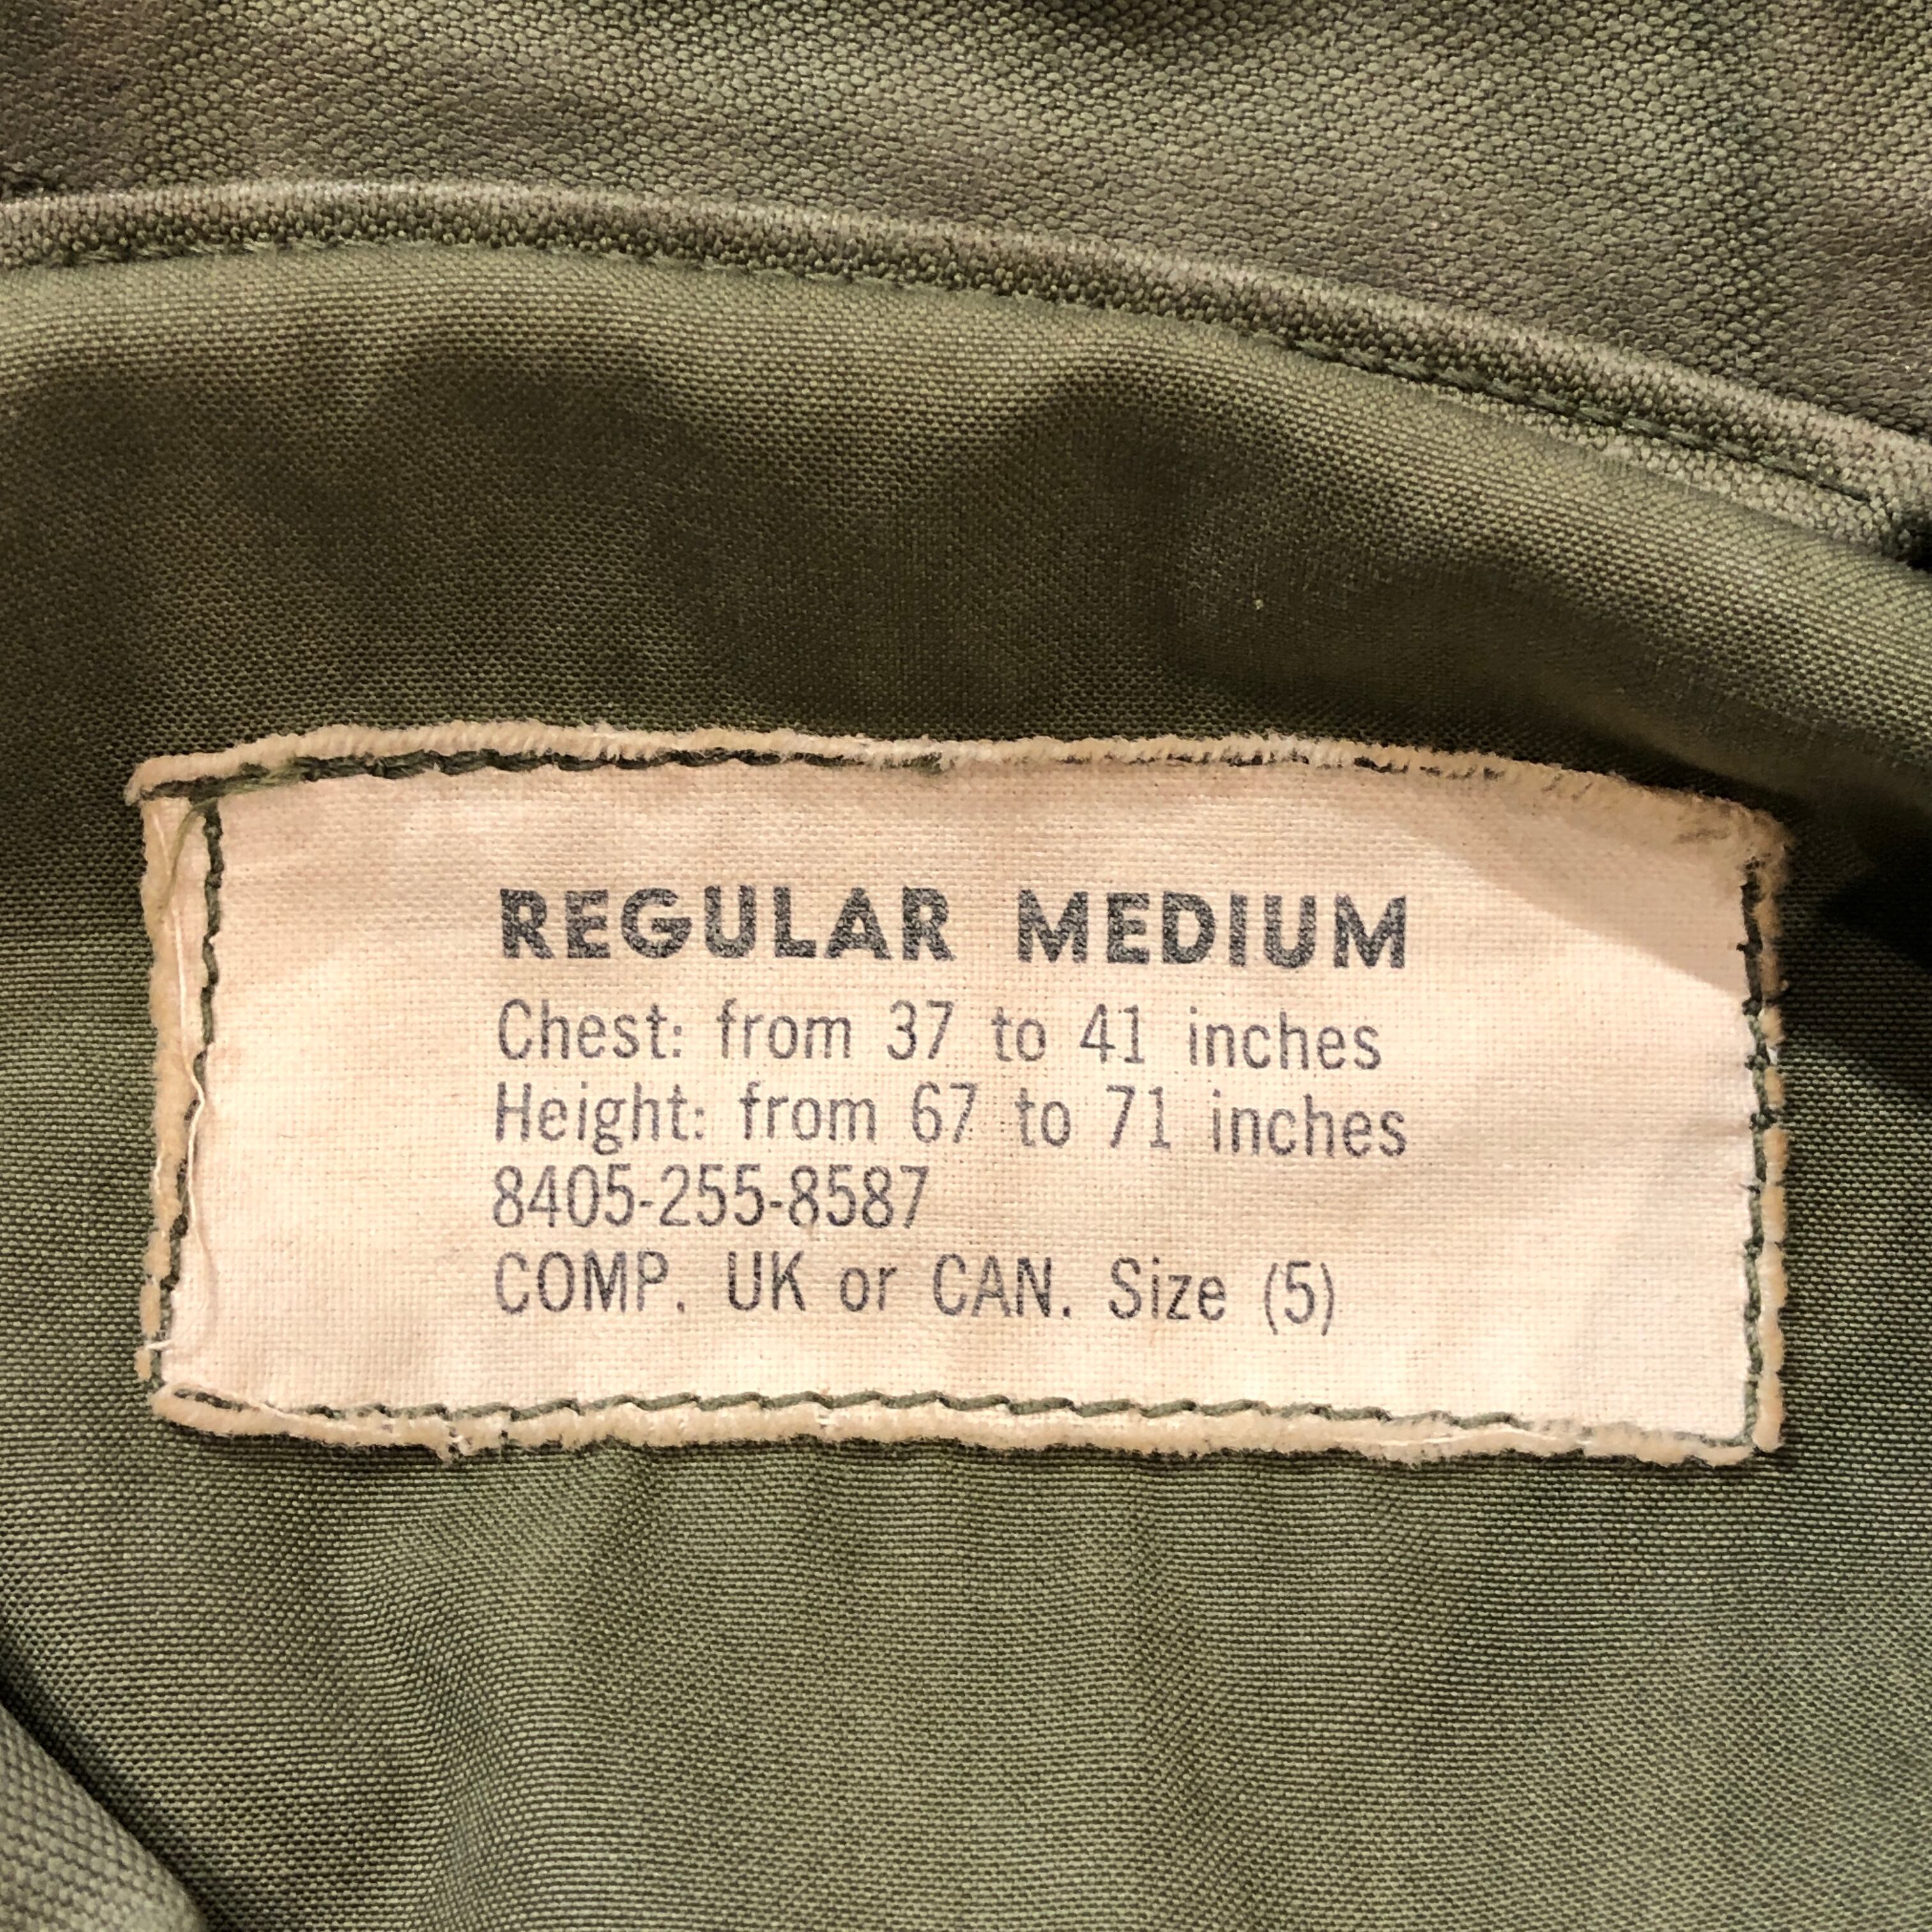 REGULAR MEDIUM
Chest: from 37 to 41 inches
Height: from 67 to 71 inches
8405-255-8587
COMP. UK or CAN. Size (5)